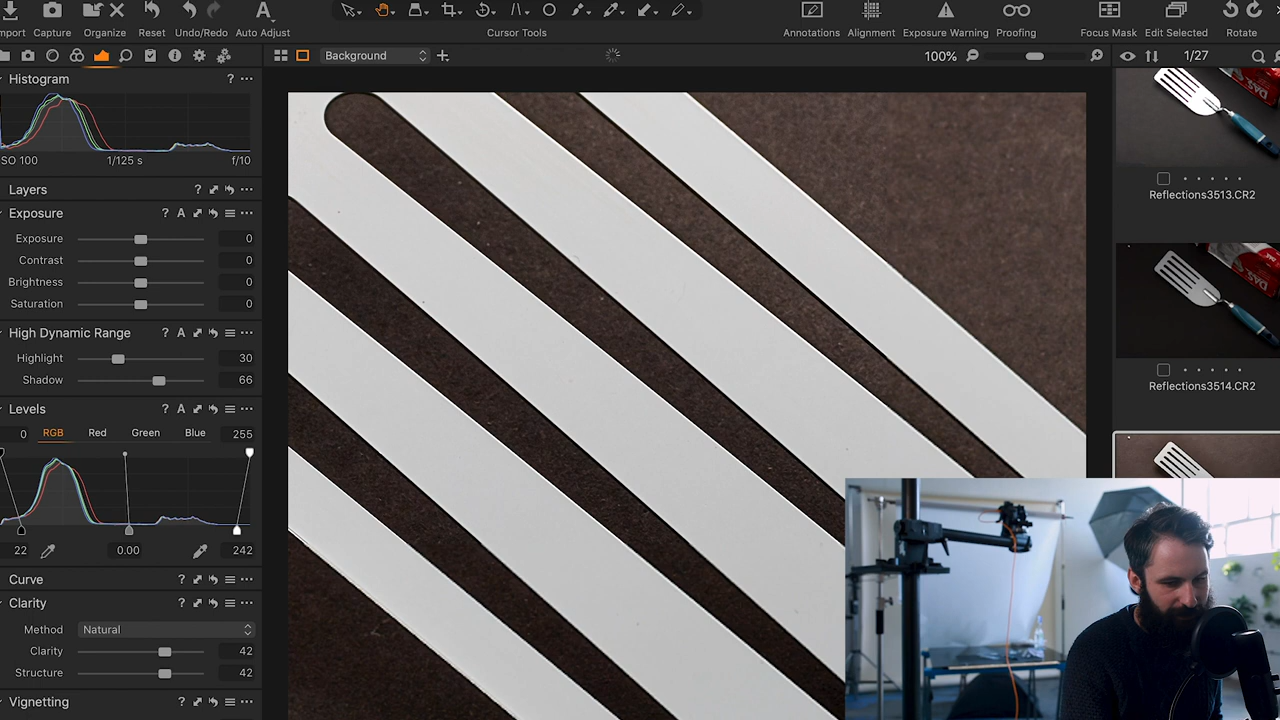 mport Capture Organize Reset Undo/Redo Auto Adjust Cursor Tools Annotations Alignment Exposure Warning Proofing Focus Mask Edit Selected Rotate
Background 100% 1/27
Histogram ?
ISO 100 1/125 s f/10
Layers ?
Exposure ? A
Exposure 0
Contrast 0
Brightness 0
Saturation 0
High Dynamic Range ? A
Highlight 30
Shadow 66
Levels ? A
0 RGB Red Green Blue 255
22 0.00 242
Curve ?
Clarity ?
Method Natural
Clarity 42
Structure 42
Vignetting ?
Reflections3513.CR2
DAS
Reflections3514.CR2